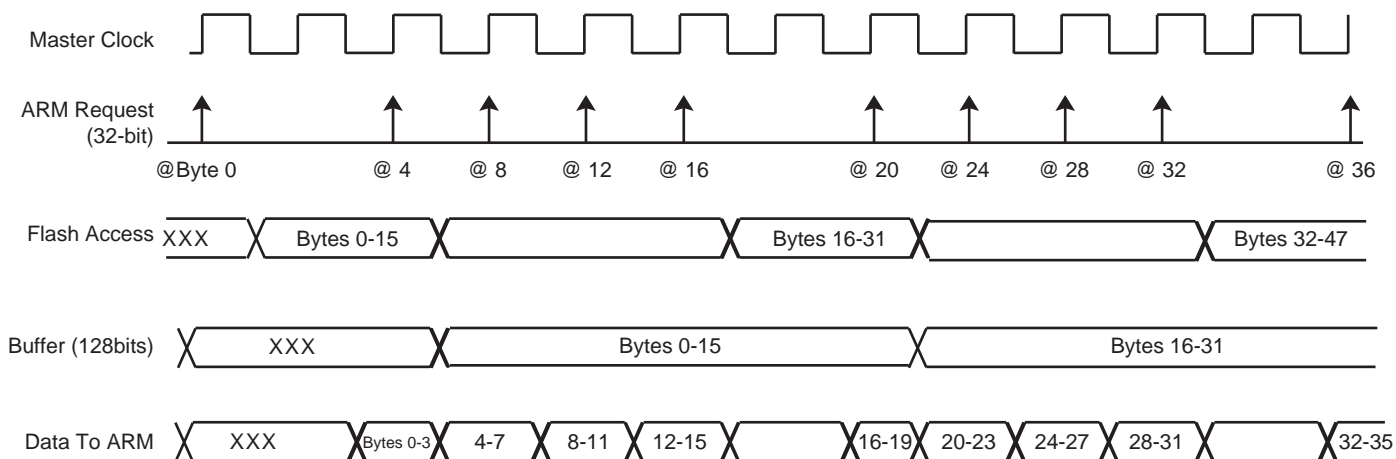 Master Clock
ARM Request
(32-bit)
@Byte 0 @ 4 @ 8 @ 12 @ 16 @ 20 @ 24 @ 28 @ 32 @ 36
Flash Access XXX Bytes 0-15 Bytes 16-31 Bytes 32-47
Buffer (128bits) XXX Bytes 0-15 Bytes 16-31
Data To ARM XXX Bytes 0-3 4-7 8-11 12-15 16-19 20-23 24-27 28-31 32-35